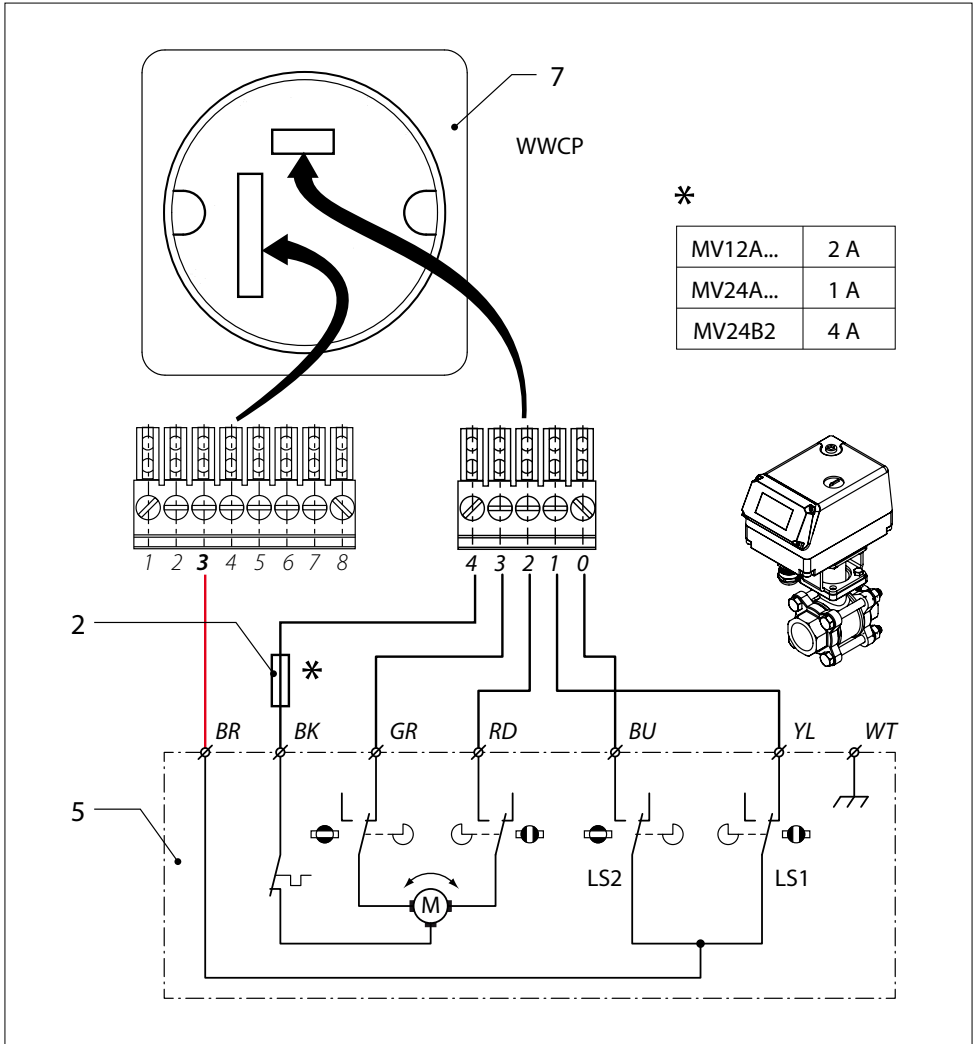 7
WWCP
*
MV12A... 2 A
MV24A... 1 A
MV24B2 4 A
1 2 3 4 5 6 7 8
4 3 2 1 0
2
*
BR BK GR RD BU YL WT
5
LS2 LS1
M